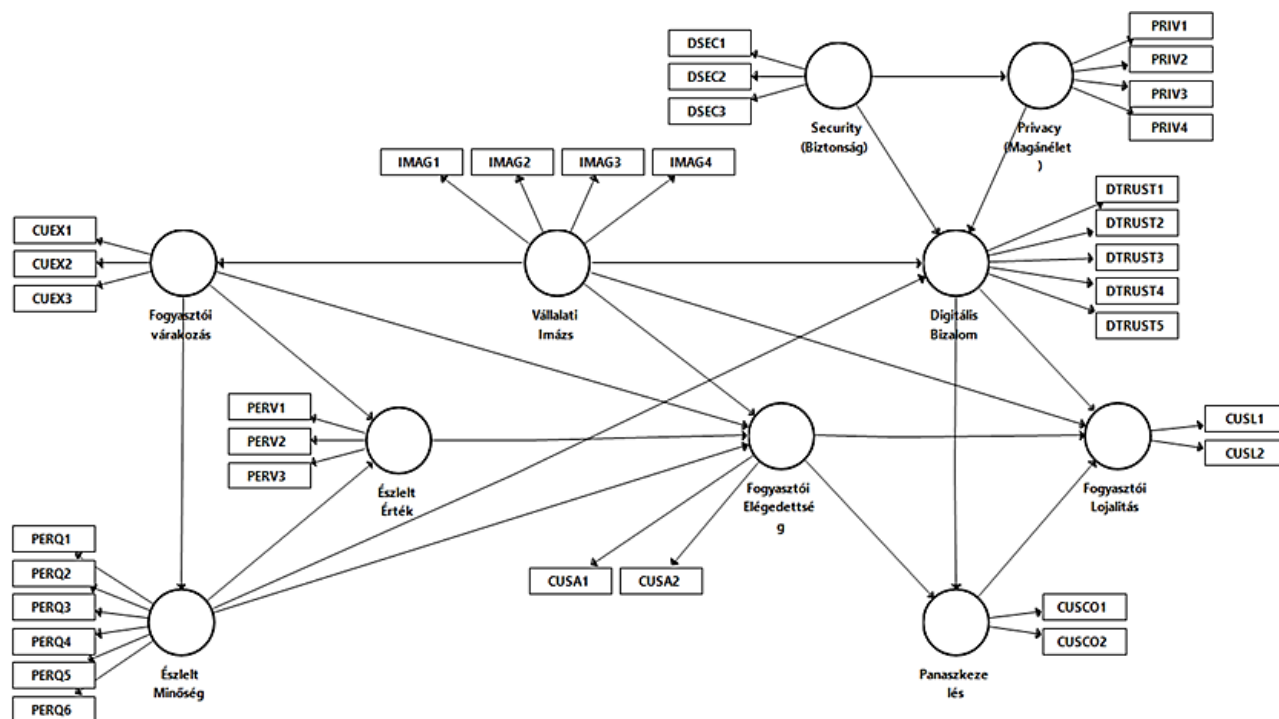 DSEC1
DSEC2
DSEC3
Security
(Biztonság)
PRIV1
PRIV2
PRIV3
PRIV4
Privacy
(Magánélet
)
IMAG1
IMAG2
IMAG3
IMAG4
Vállalati
Imázs
CUEX1
CUEX2
CUEX3
Fogyasztói
várakozás
DTRUST1
DTRUST2
DTRUST3
DTRUST4
DTRUST5
Digitális
Bizalom
PERV1
PERV2
PERV3
Észlelt
Érték
Fogyasztói
Elégedettsé
g
CUSA1
CUSA2
CUSL1
CUSL2
Fogyasztói
Lojalitás
PERQ1
PERQ2
PERQ3
PERQ4
PERQ5
PERQ6
Észlelt
Minőség
CUSCO1
CUSCO2
Panaszkeze
lés